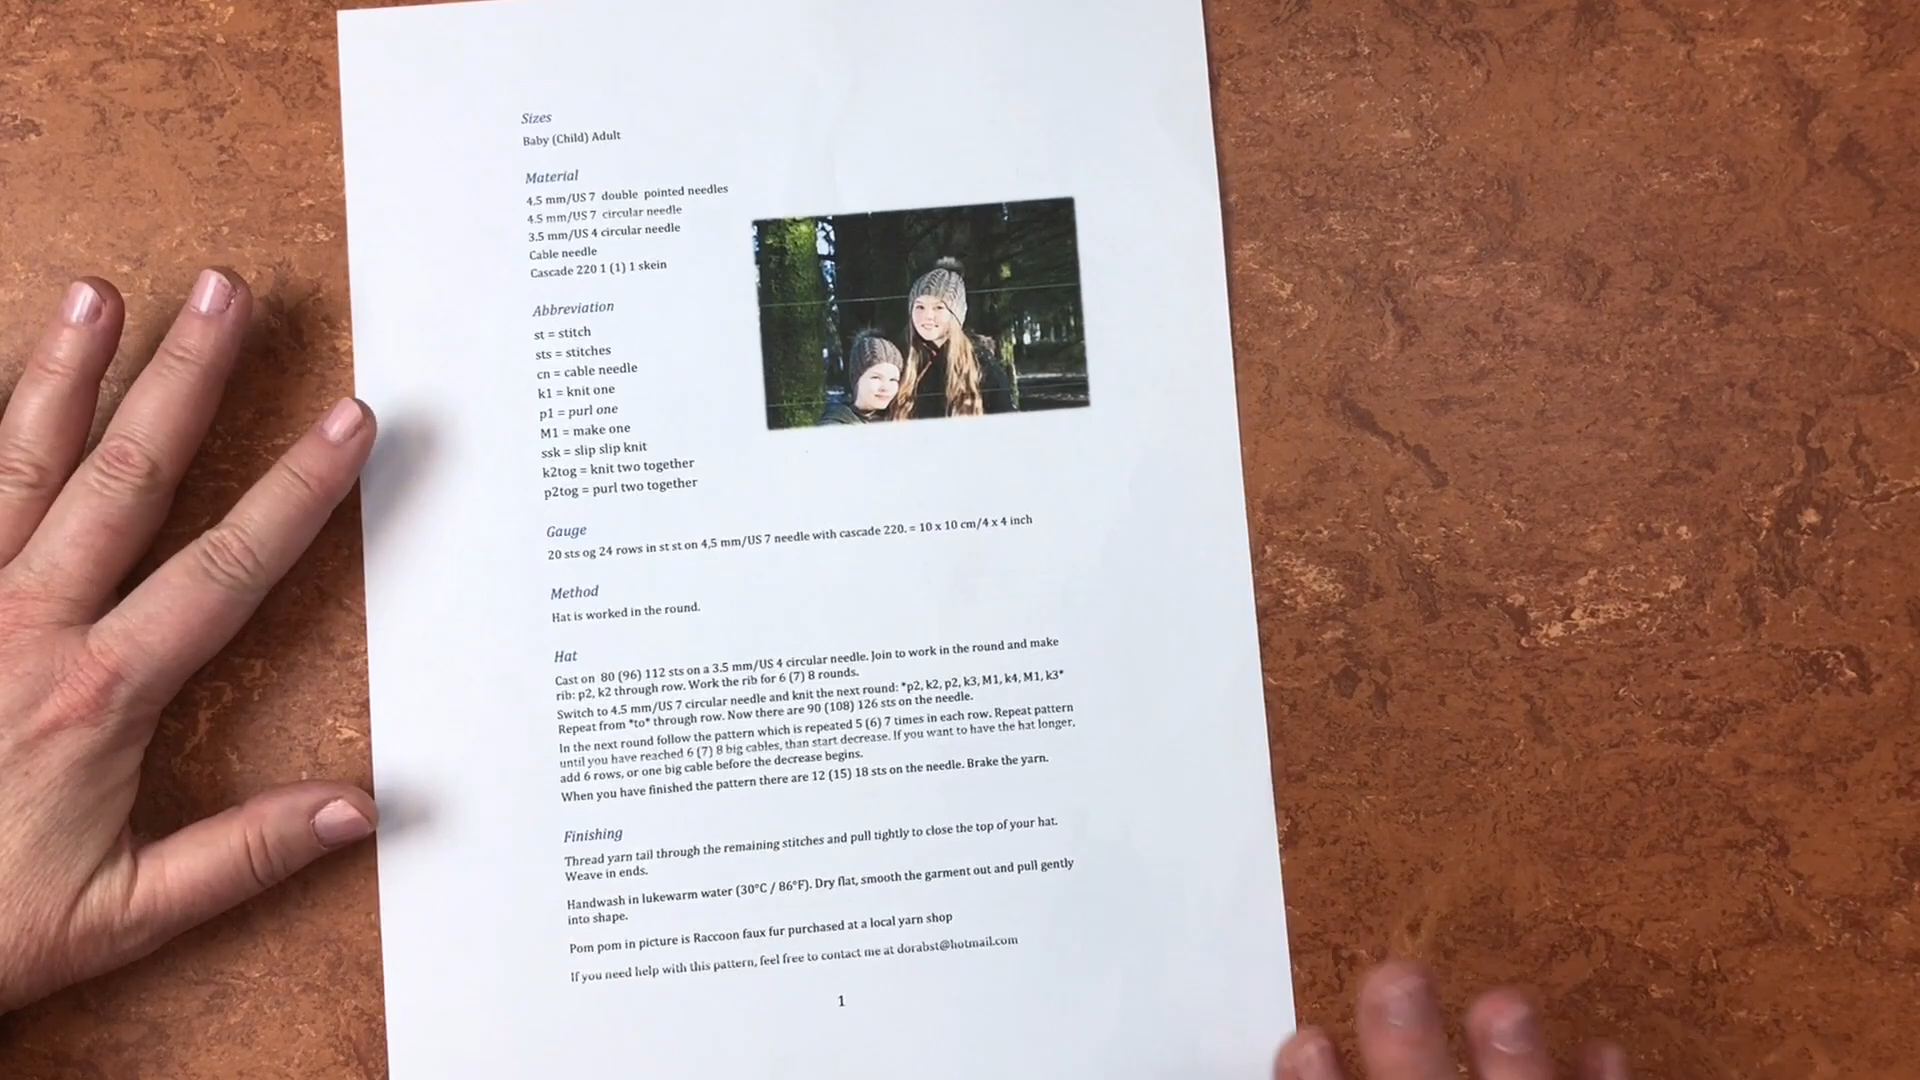 Sizes
Baby (Child) Adult
Material
4.5 mm/US 7 double pointed needles
4.5 mm/US 7 circular needle
3.5 mm/US 4 circular needle
Cable needle
Cascade 220 1 (1) 1 skein
Abbreviation
st = stitch
sts = stitches
cn = cable needle
k1 = knit one
p1 = purl one
M1 = make one
ssk = slip slip knit
k2tog = knit two together
p2tog = purl two together
Gauge
20 sts og 24 rows in st st on 4,5 mm/US 7 needle with cascade 220. = 10 x 10 cm/4 x 4 inch
Method
Hat is worked in the round.
Hat
Cast on 80 (96) 112 sts on a 3.5 mm/US 4 circular needle. Join to work in the round and make
rib: p2, k2 through row. Work the rib for 6 (7) 8 rounds.
Switch to 4.5 mm/US 7 circular needle and knit the next round: *p2, k2, p2, k3, M1, k4, M1, k3*
Repeat from *to* through row. Now there are 90 (108) 126 sts on the needle.
In the next round follow the pattern which is repeated 5 (6) 7 times in each row. Repeat pattern
until you have reached 6 (7) 8 big cables, than start decrease. If you want to have the hat longer,
add 6 rows, or one big cable before the decrease begins.
When you have finished the pattern there are 12 (15) 18 sts on the needle. Brake the yarn.
Finishing
Thread yarn tail through the remaining stitches and pull tightly to close the top of your hat.
Weave in ends.
Handwash in lukewarm water (30°C / 86°F). Dry flat, smooth the garment out and pull gently
into shape.
Pom pom in picture is Raccoon faux fur purchased at a local yarn shop
If you need help with this pattern, feel free to contact me at dorabst@hotmail.com
1